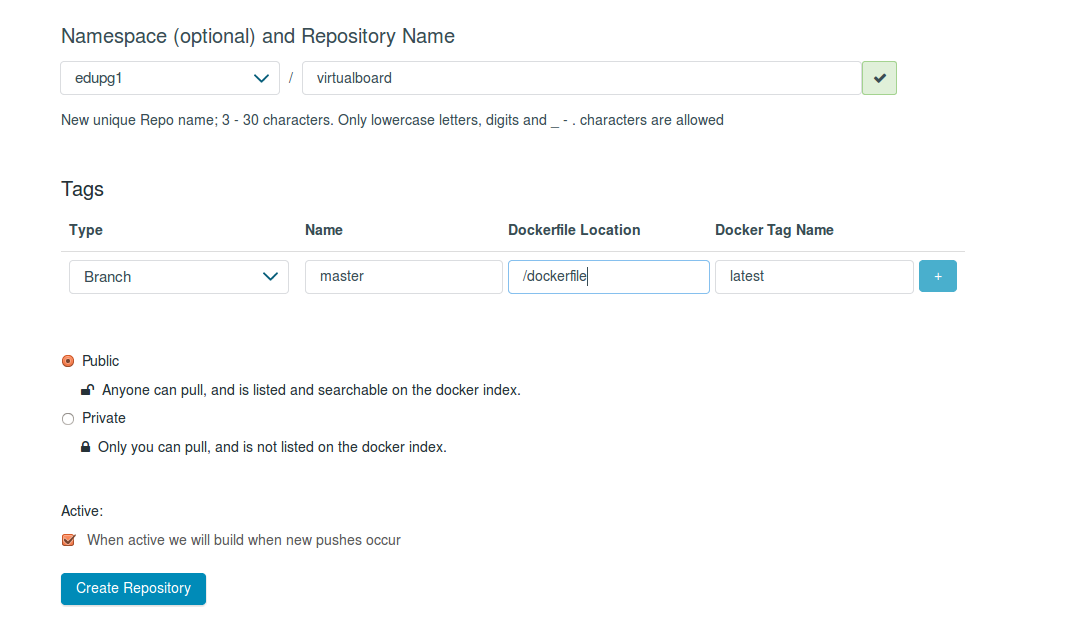 Namespace (optional) and Repository Name
edupg1 / virtualboard
New unique Repo name; 3 - 30 characters. Only lowercase letters, digits and _ - . characters are allowed
Tags
Type Name Dockerfile Location Docker Tag Name
Branch master /dockerfile latest +
Public
Anyone can pull, and is listed and searchable on the docker index.
Private
Only you can pull, and is not listed on the docker index.
Active:
When active we will build when new pushes occur
Create Repository